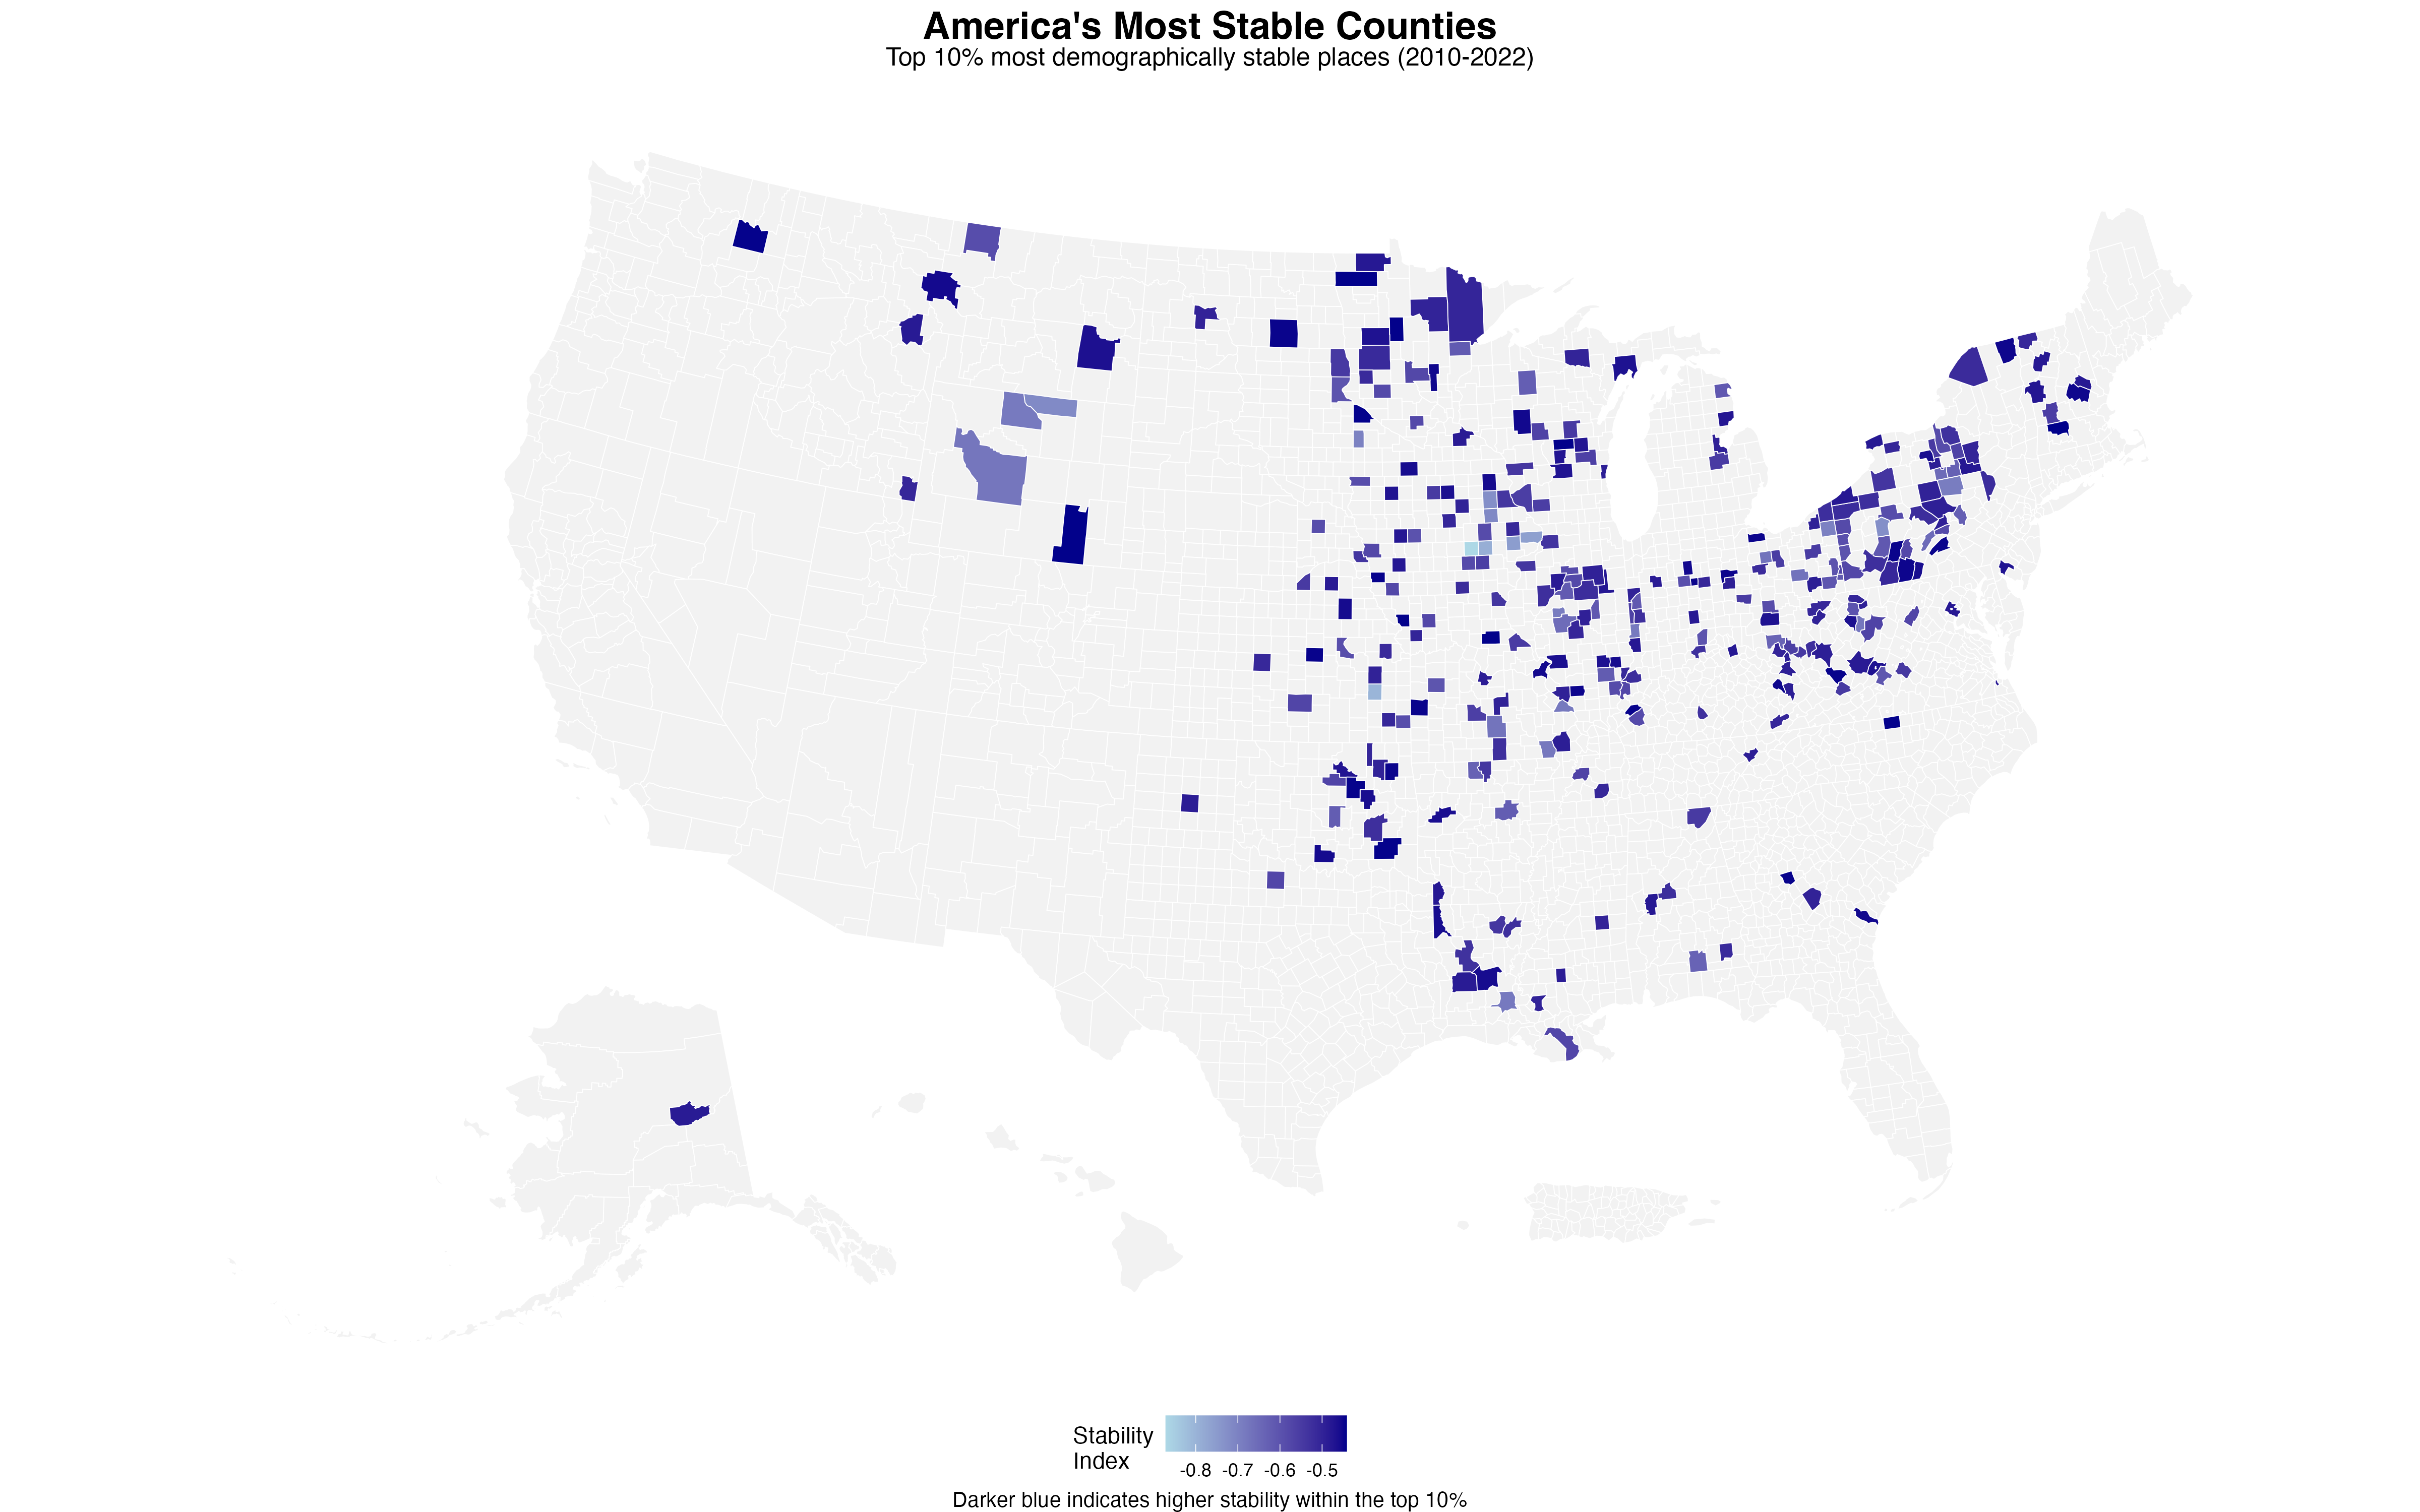 America's Most Stable Counties
Top 10% most demographically stable places (2010-2022)
Stability
Index
-0.8 -0.7 -0.6 -0.5
Darker blue indicates higher stability within the top 10%